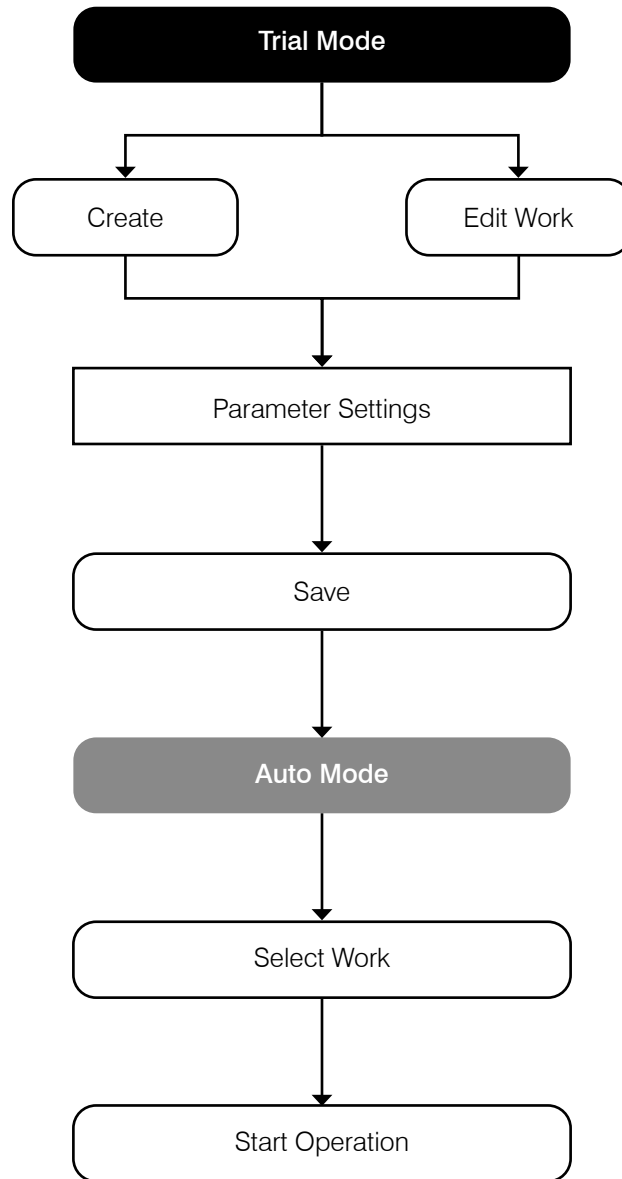 Trial Mode
Create
Edit Work
Parameter Settings
Save
Auto Mode
Select Work
Start Operation